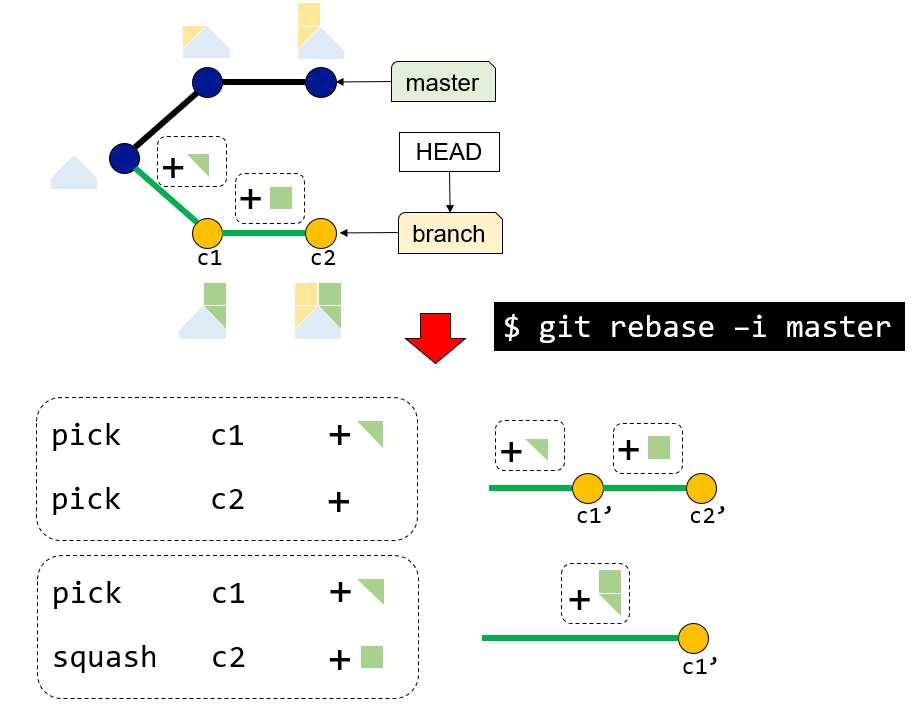 master
+
HEAD
+
branch
c1
c2
$ git rebase –i master
pick c1 +
pick c2 +
+
+
c1’
c2’
pick c1 +
squash c2 +
+
c1’